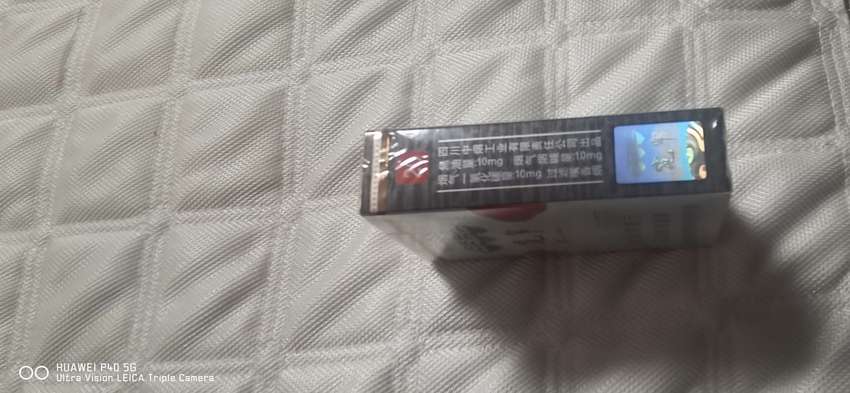 四川中烟工业有限责任公司出品
焦油量:10mg 烟气烟碱量:1.0mg
烟气一氧化碳量:10mg 过滤嘴香烟
HUAWEI P40 5G
Ultra Vision LEICA Triple Camera